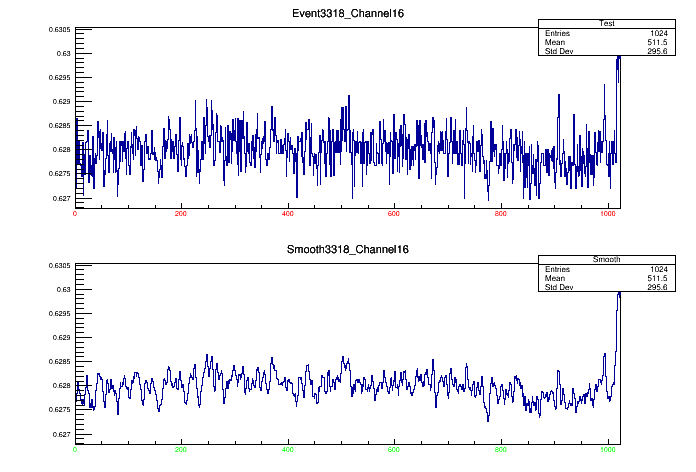 Event3318_Channel16
Test
Entries 1024
Mean 511.5
Std Dev 295.6
0.6305
0.63
0.6295
0.629
0.6285
0.628
0.6275
0.627
0 200 400 600 800 1000
Smooth3318_Channel16
Smooth
Entries 1024
Mean 511.5
Std Dev 295.6
0.6305
0.63
0.6295
0.629
0.6285
0.628
0.6275
0.627
0 200 400 600 800 1000